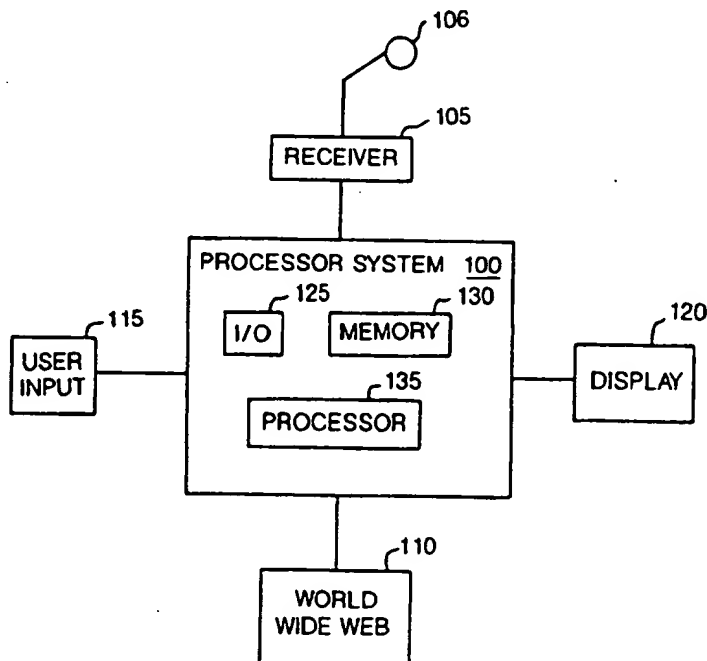 106
105
RECEIVER
PROCESSOR SYSTEM 100
125
130
I/O
MEMORY
115
USER
INPUT
120
DISPLAY
135
PROCESSOR
110
WORLD
WIDE WEB